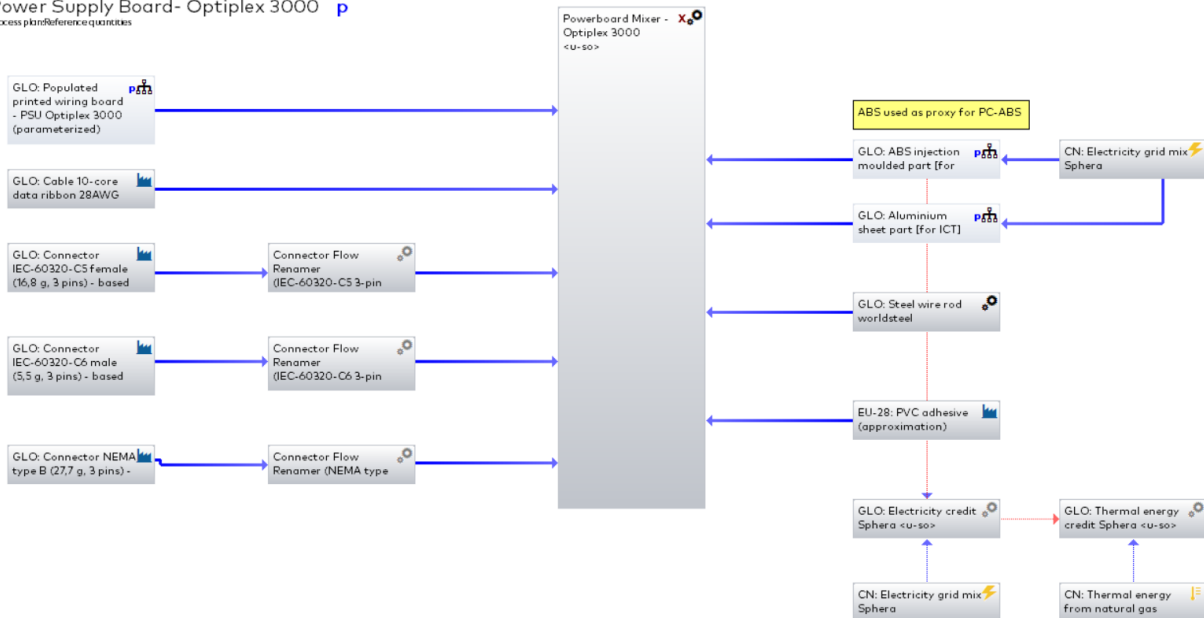 ower Supply Board- Optiplex 3000 p
ocess plan:Reference quantities
Powerboard Mixer -
Optiplex 3000
<u-so>
X
GLO: Populated
printed wiring board
- PSU Optiplex 3000
(parameterized)
p
GLO: Cable 10-core
data ribbon 28AWG
GLO: Connector
IEC-60320-C5 female
(16,8 g, 3 pins) - based
Connector Flow
Renamer
(IEC-60320-C5 3-pin
GLO: Connector
IEC-60320-C6 male
(5,5 g, 3 pins) - based
Connector Flow
Renamer
(IEC-60320-C6 3-pin
GLO: Connector NEMA
type B (27,7 g, 3 pins) -
Connector Flow
Renamer (NEMA type
ABS used as proxy for PC-ABS
GLO: ABS injection
moulded part [for
p
CN: Electricity grid mix
Sphera
GLO: Aluminium
sheet part [for ICT]
p
GLO: Steel wire rod
worldsteel
EU-28: PVC adhesive
(approximation)
GLO: Electricity credit
Sphera <u-so>
GLO: Thermal energy
credit Sphera <u-so>
CN: Electricity grid mix
Sphera
CN: Thermal energy
from natural gas